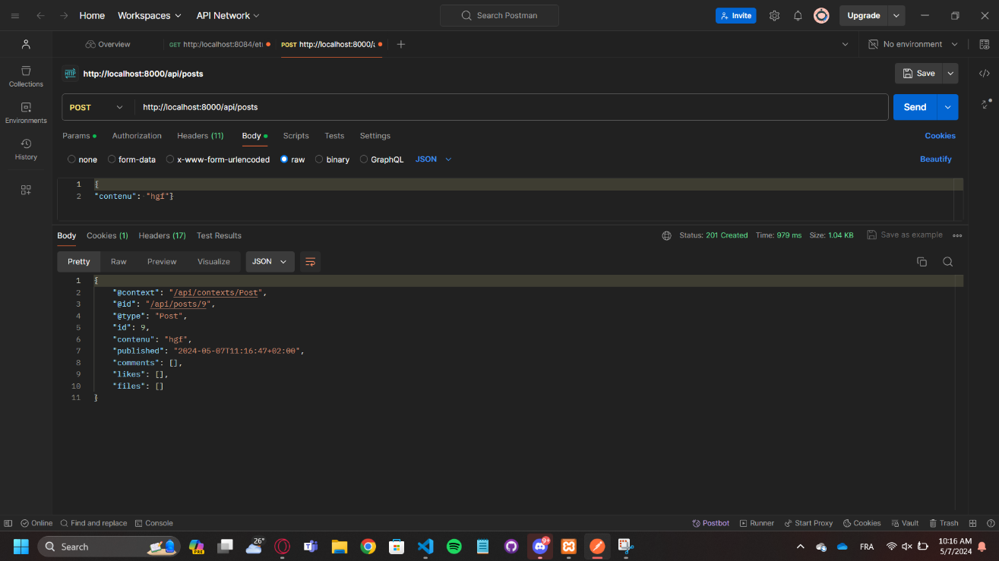 Home Workspaces API Network Search Postman Invite Upgrade
Overview GET http://localhost:8084/et POST http://localhost:8000/a No environment
HTTP http://localhost:8000/api/posts Save
Collections
Environments
History
POST http://localhost:8000/api/posts Send
Params Authorization Headers (11) Body Scripts Tests Settings Cookies
none form-data x-www-form-urlencoded raw binary GraphQL JSON Beautify
1 {
2 "contenu": "hgf"}
Body Cookies (1) Headers (17) Test Results Status: 201 Created Time: 979 ms Size: 1.04 KB Save as example
Pretty Raw Preview Visualize JSON
1 {
2 "@context": "/api/contexts/Post",
3 "@id": "/api/posts/9",
4 "@type": "Post",
5 "id": 9,
6 "contenu": "hgf",
7 "published": "2024-05-07T11:16:47+02:00",
8 "comments": [],
9 "likes": [],
10 "files": []
11 }
Online Find and replace Console Postbot Runner Start Proxy Cookies Vault Trash
Search PRE 26° 9+ FRA 10:16 AM
5/7/2024